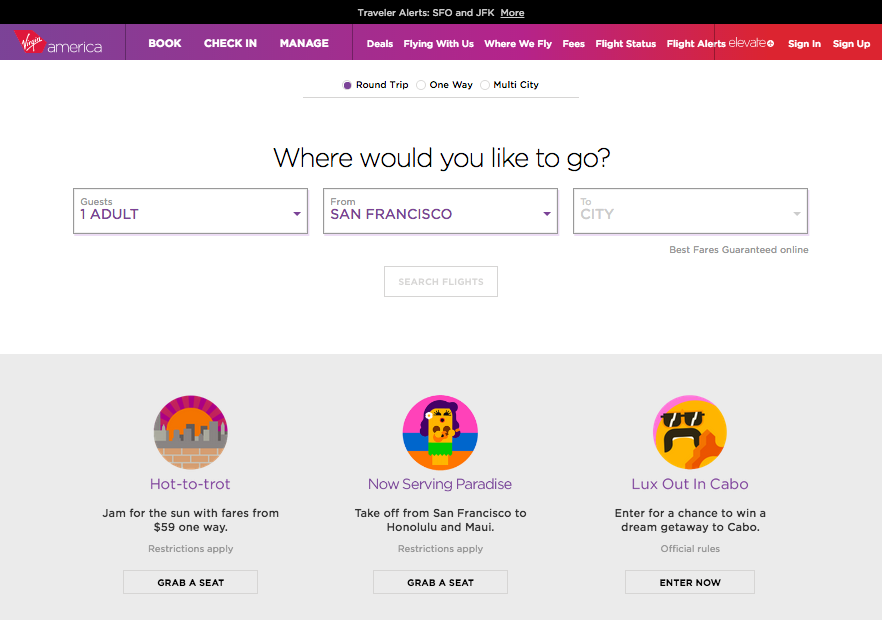 Traveler Alerts: SFO and JFK More
Virgin america BOOK CHECK IN MANAGE Deals Flying With Us Where We Fly Fees Flight Status Flight Alerts elevate Sign In Sign Up
Round Trip One Way Multi City
Where would you like to go?
Guests From To
1 ADULT SAN FRANCISCO CITY
Best Fares Guaranteed online
SEARCH FLIGHTS
Hot-to-trot
Jam for the sun with fares from
$59 one way.
Restrictions apply
GRAB A SEAT
Now Serving Paradise
Take off from San Francisco to
Honolulu and Maui.
Restrictions apply
GRAB A SEAT
Lux Out In Cabo
Enter for a chance to win a
dream getaway to Cabo.
Official rules
ENTER NOW